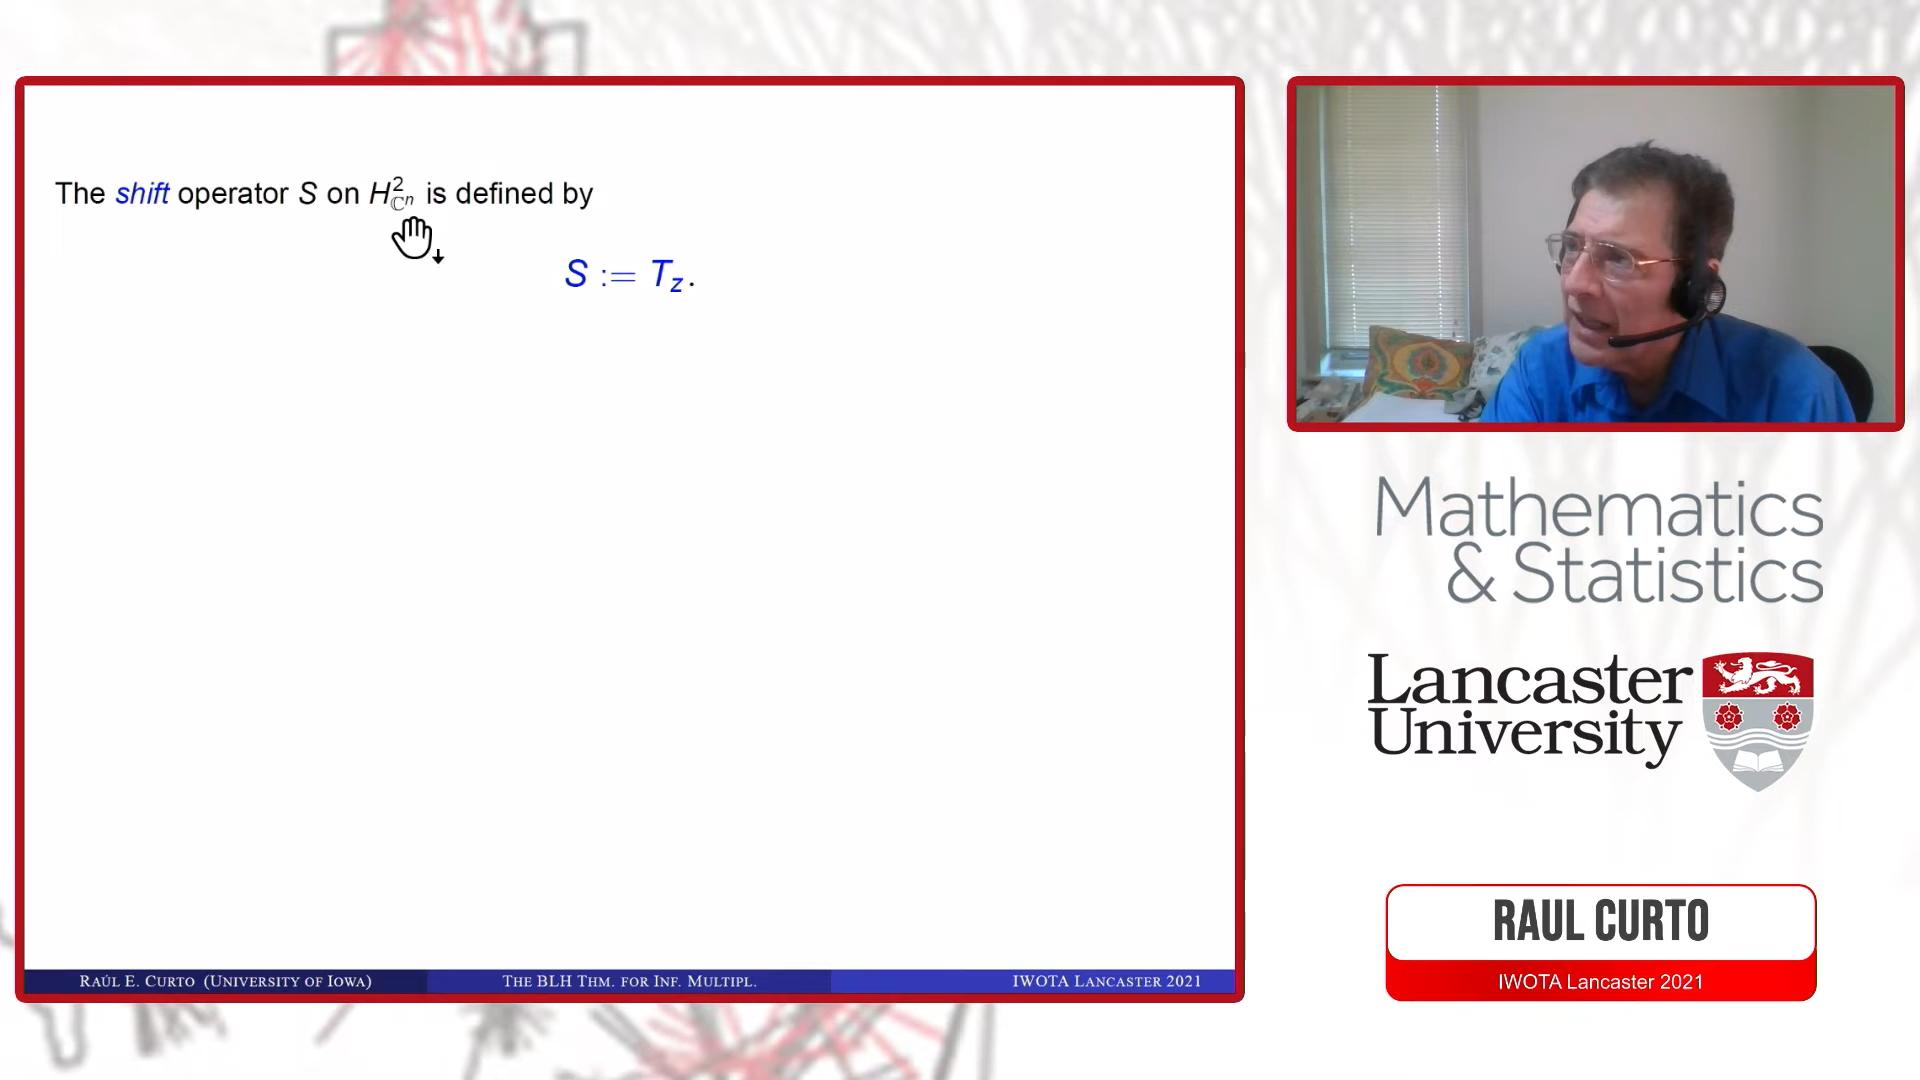 The shift operator S on H²_ℂⁿ is defined by
S := T_z.
RAÚL E. CURTO (UNIVERSITY OF IOWA)
THE BLH THM. FOR INF. MULTIPL.
IWOTA LANCASTER 2021
Mathematics
& Statistics
Lancaster
University
RAUL CURTO
IWOTA Lancaster 2021